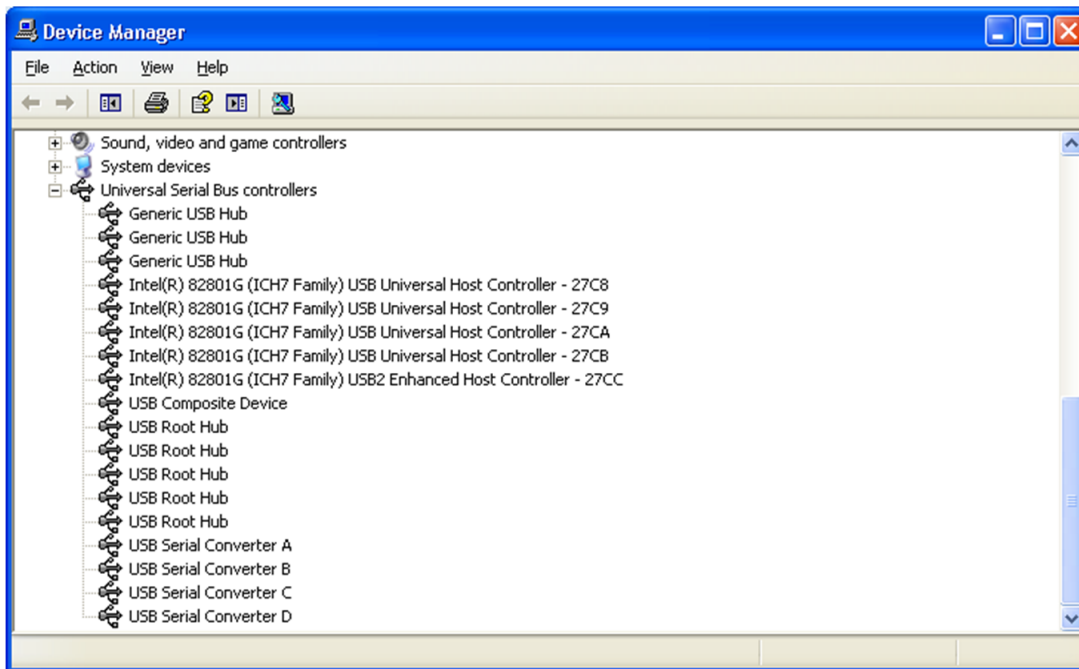 Device Manager
File Action View Help
Sound, video and game controllers
System devices
Universal Serial Bus controllers
Generic USB Hub
Generic USB Hub
Generic USB Hub
Intel(R) 82801G (ICH7 Family) USB Universal Host Controller - 27C8
Intel(R) 82801G (ICH7 Family) USB Universal Host Controller - 27C9
Intel(R) 82801G (ICH7 Family) USB Universal Host Controller - 27CA
Intel(R) 82801G (ICH7 Family) USB Universal Host Controller - 27CB
Intel(R) 82801G (ICH7 Family) USB2 Enhanced Host Controller - 27CC
USB Composite Device
USB Root Hub
USB Root Hub
USB Root Hub
USB Root Hub
USB Root Hub
USB Serial Converter A
USB Serial Converter B
USB Serial Converter C
USB Serial Converter D